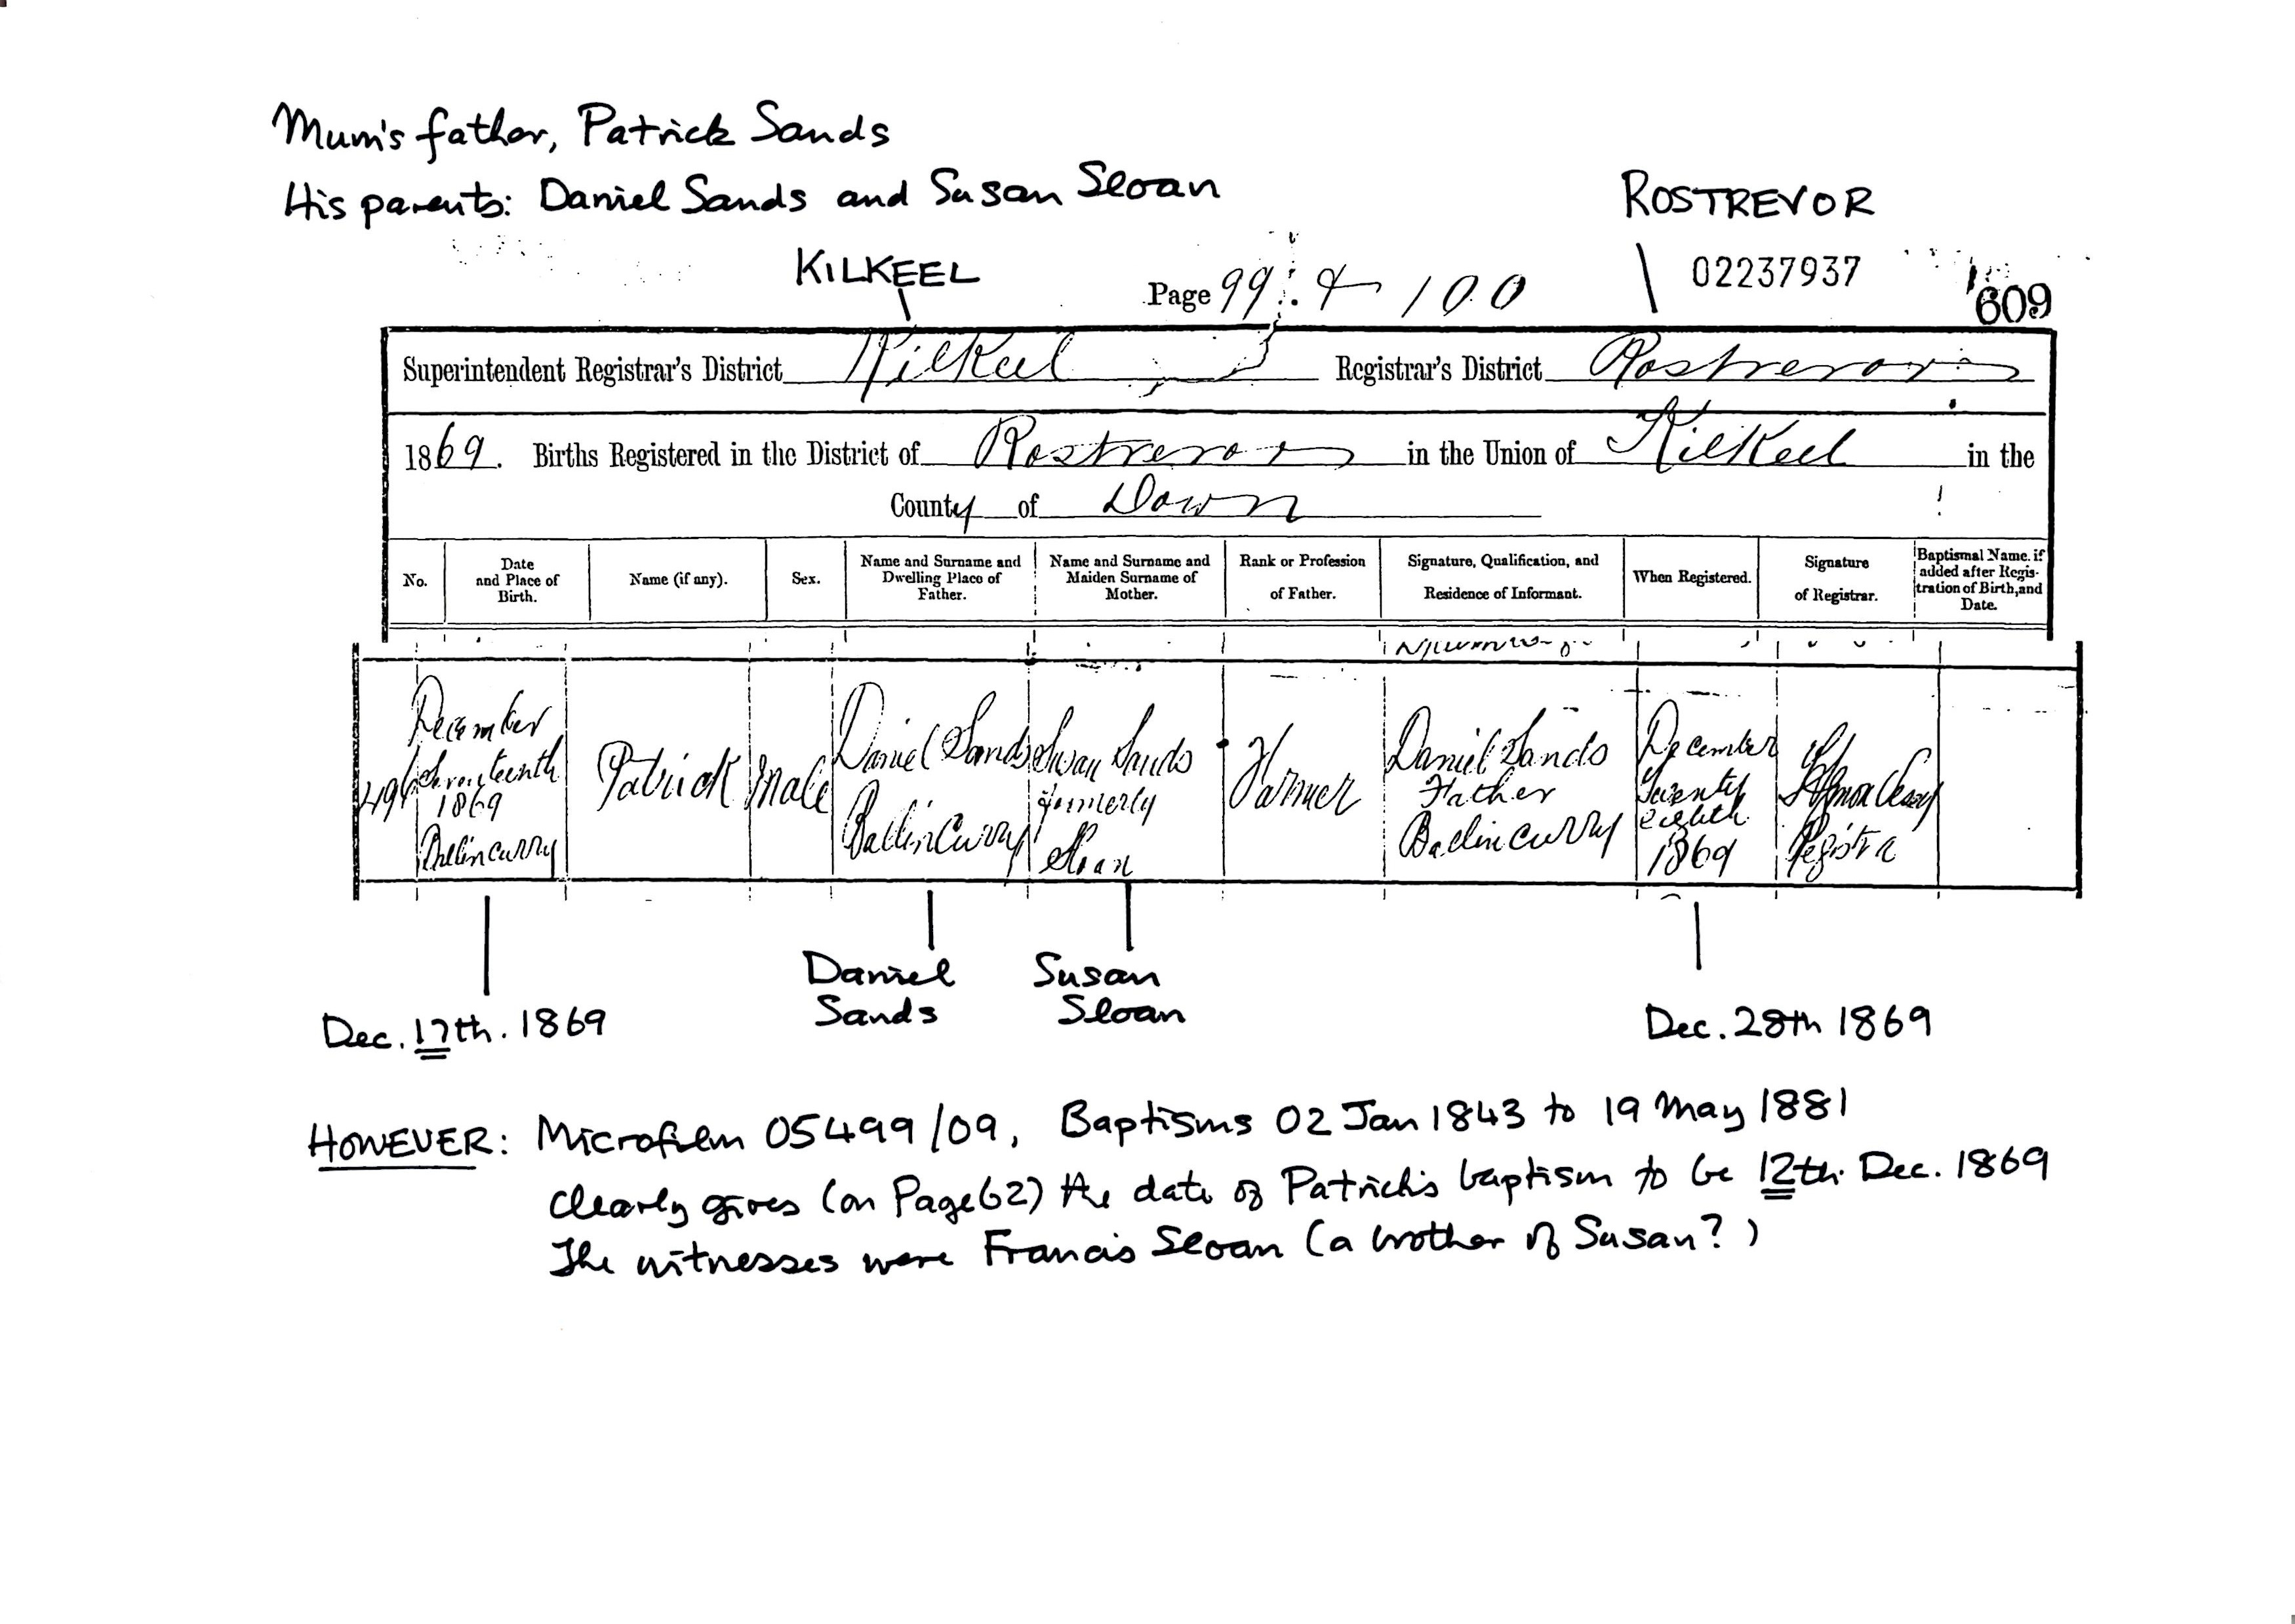 Mum's father, Patrick Sands
His parents: Daniel Sands and Susan Sloan
ROSTREVOR
KILKEEL
Page 99 & 100
02237937
609
Superintendent Registrar's District Kilkeel Registrar's District Rostrevor
1869. Births Registered in the District of Rostrevor in the Union of Kilkeel in the
County of Down
No.
Date
and Place of
Birth.
Name (if any).
Sex.
Name and Surname and
Dwelling Place of
Father.
Name and Surname and
Maiden Surname of
Mother.
Rank or Profession
of Father.
Signature, Qualification, and
Residence of Informant.
When Registered.
Signature
of Registrar.
Baptismal Name, if
added after Regis-
tration of Birth, and
Date.
December
Seventeenth
1869
Ballincurry
Patrick
Male
Daniel Sands
Ballincurry
Susan Sands
formerly
Sloan
Farmer
Daniel Sands
Father
Ballincurry
December
Twenty
eighth
1869
Daniel
Sands
Susan
Sloan
Dec. 17th. 1869
Dec. 28th 1869
HOWEVER: Microfilm 05499/09, Baptisms 02 Jan 1843 to 19 May 1881
clearly gives (on Page 62) the date of Patrick's baptism to be 12th. Dec. 1869
The witnesses were Francis Sloan (a brother of Susan?)